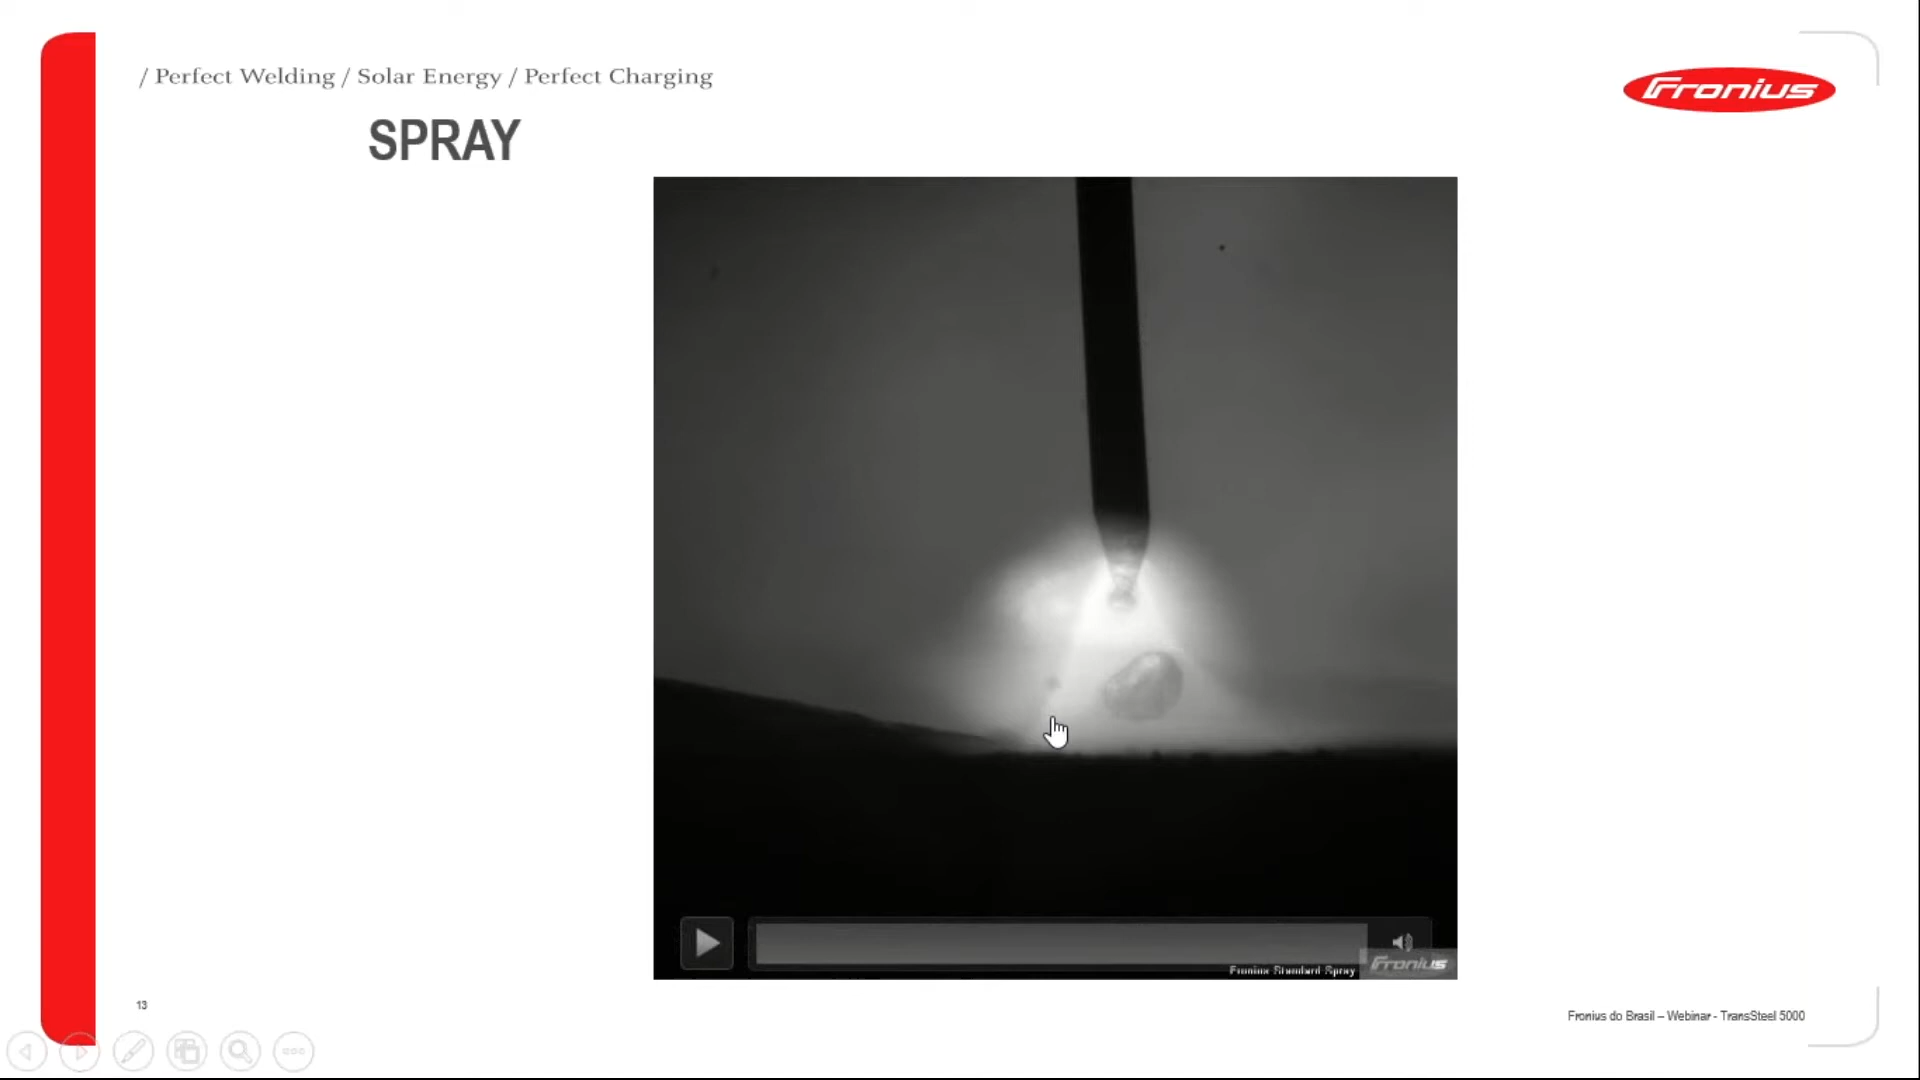 / Perfect Welding / Solar Energy / Perfect Charging
Fronius
SPRAY
Fronius Standard Spray
Fronius
13
Fronius do Brasil – Webinar - TransSteel 5000